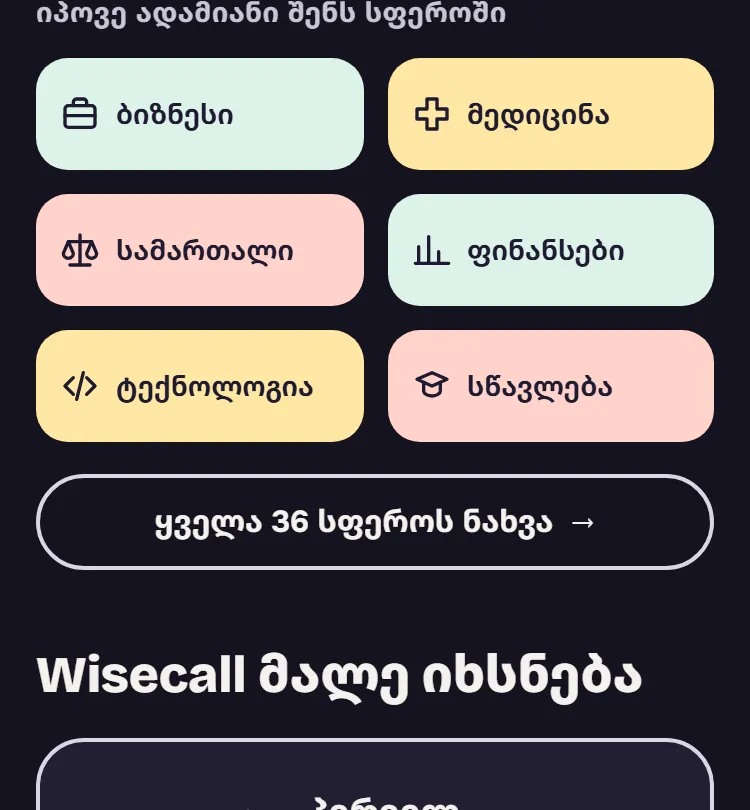 იპოვე ადამიანი შენს სფეროში
ბიზნესი
მედიცინა
სამართალი
ფინანსები
ტექნოლოგია
სწავლება
ყველა 36 სფეროს ნახვა →
Wisecall მალე იხსნება